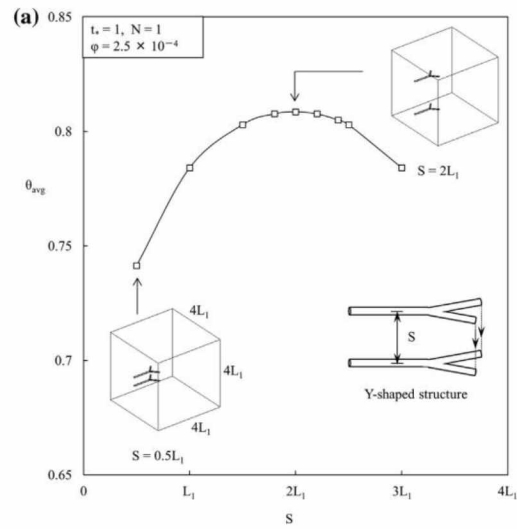 (a)
0.85
t* = 1, N = 1
φ = 2.5 × 10⁻⁴
0.8
S = 2L₁
θavg
0.75
4L₁
S
4L₁
0.7
Y-shaped structure
4L₁
S = 0.5L₁
0.65
0
L₁
2L₁
3L₁
4L₁
S